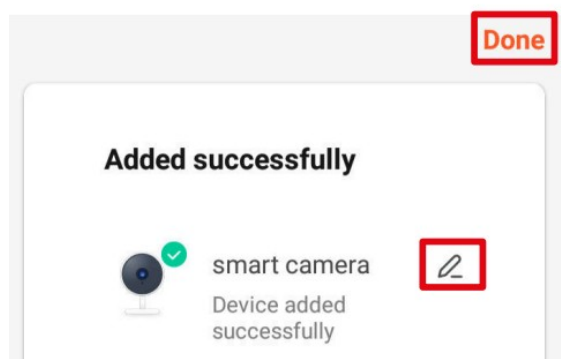 Done
Added successfully
smart camera
Device added
successfully